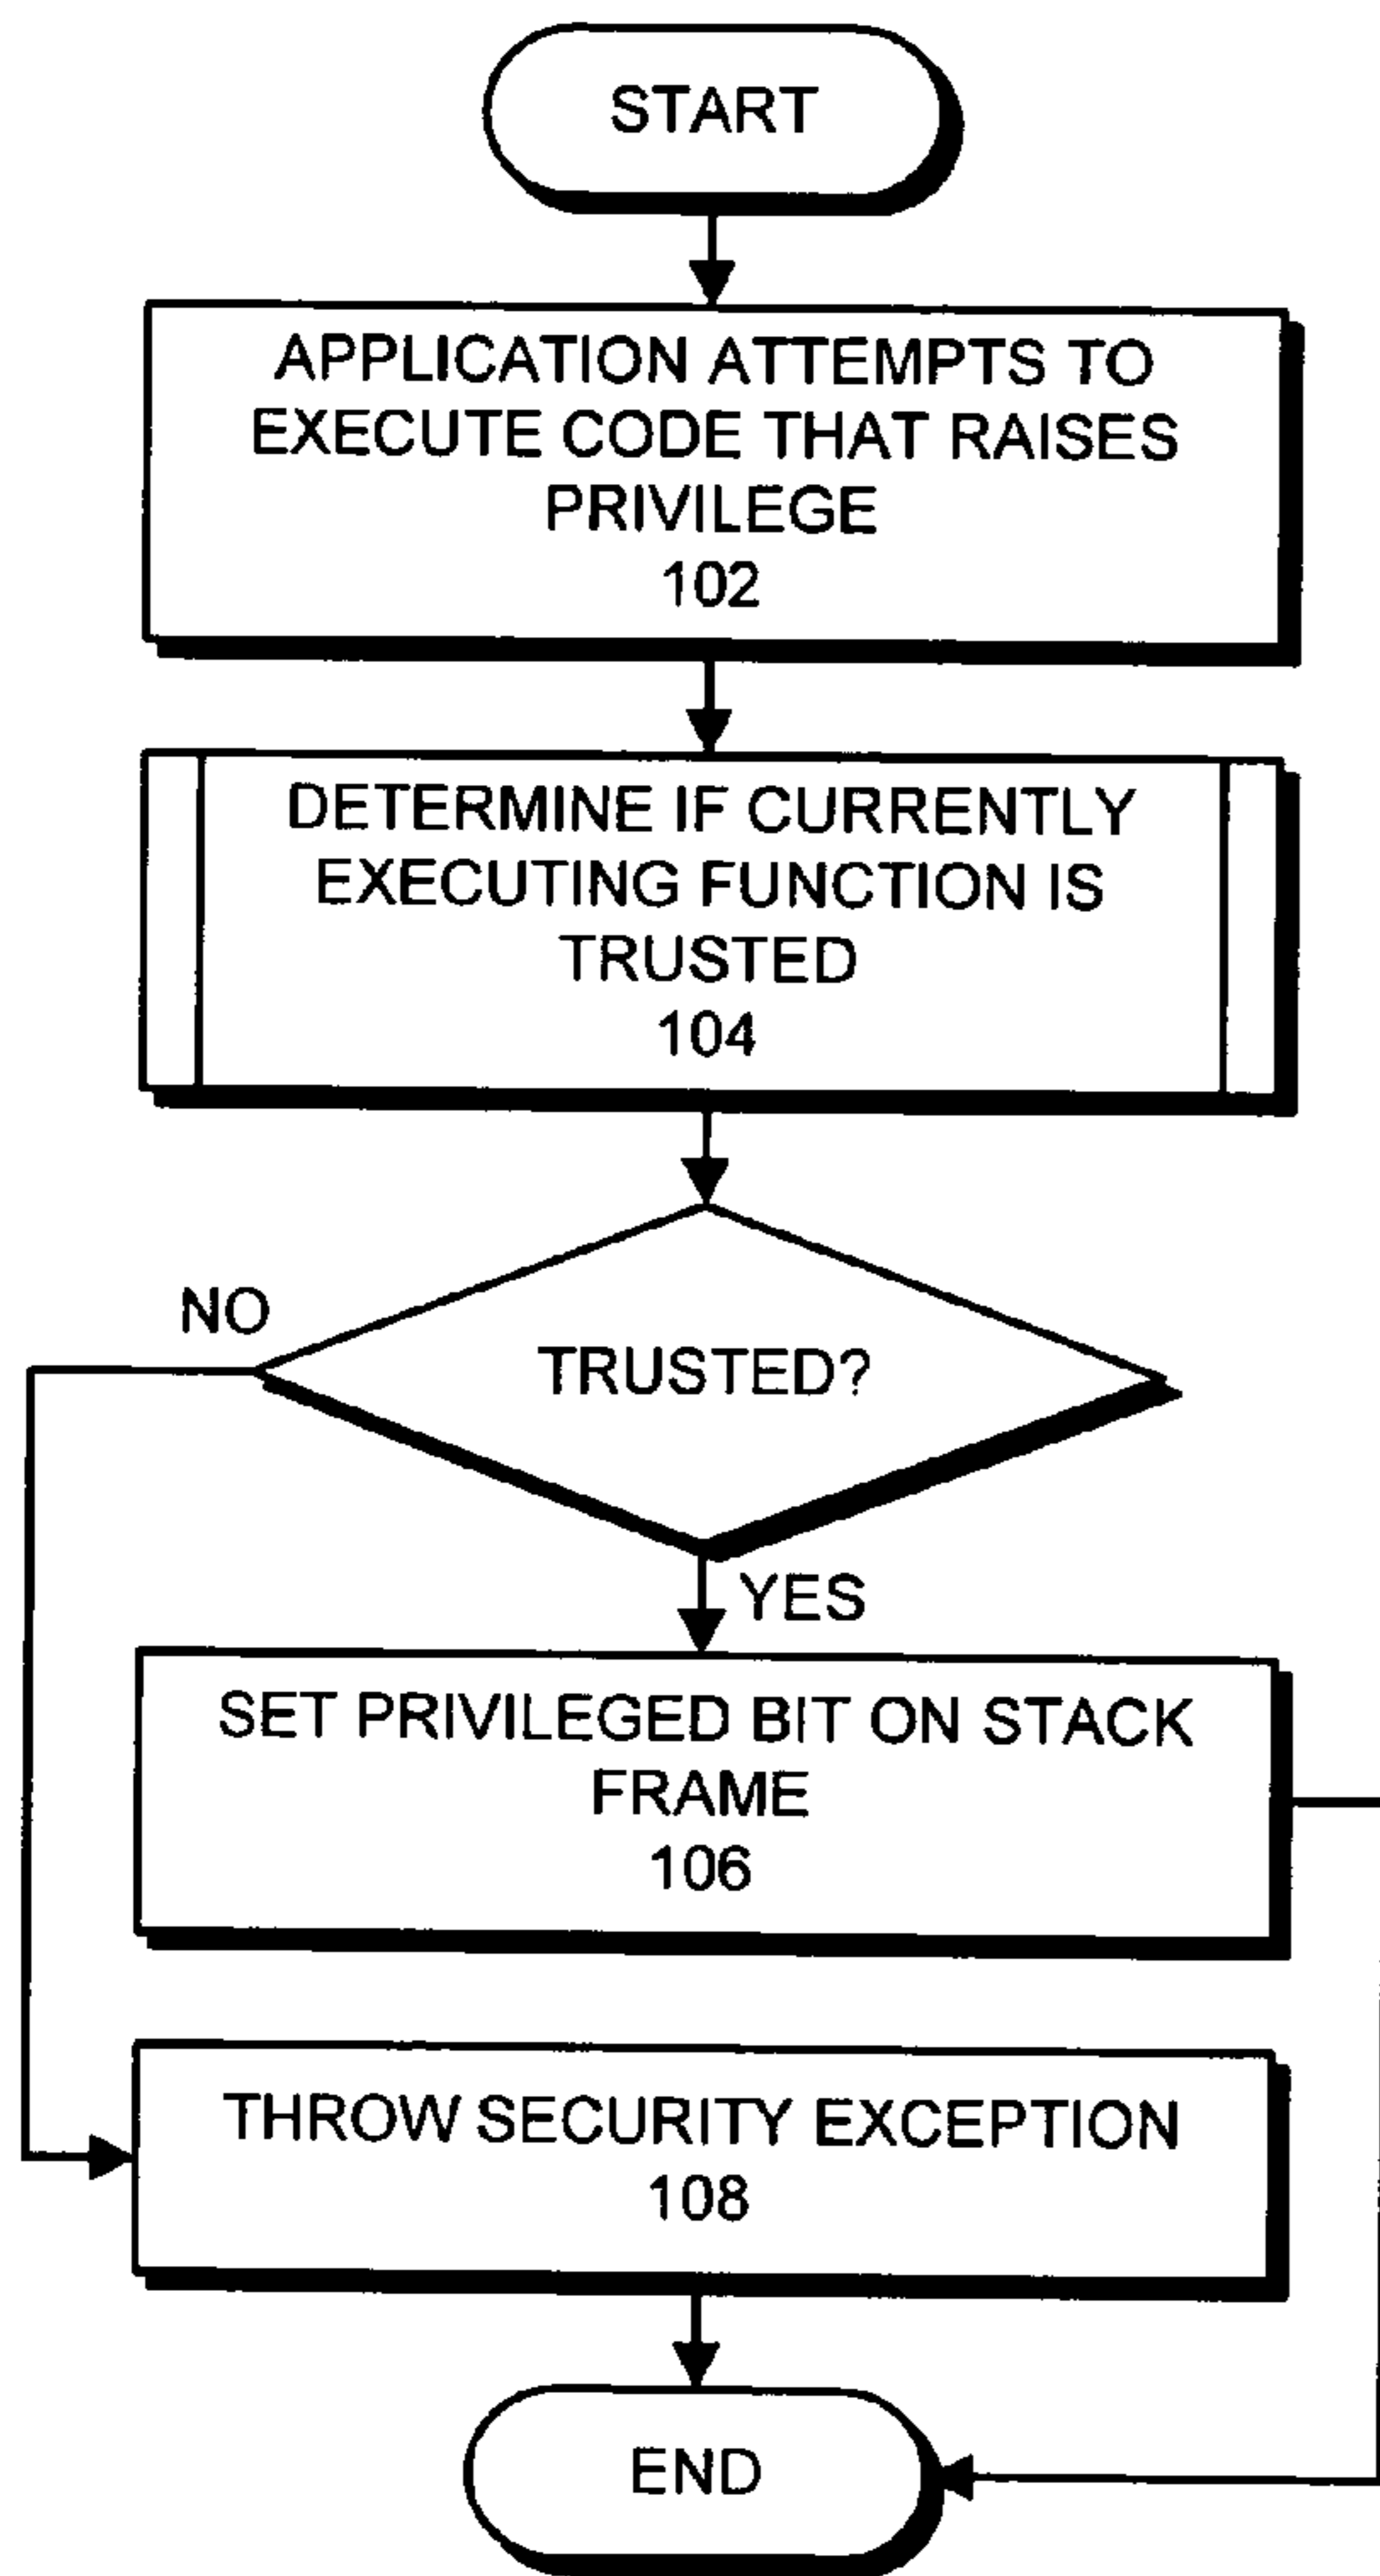 START
APPLICATION ATTEMPTS TO
EXECUTE CODE THAT RAISES
PRIVILEGE
102
DETERMINE IF CURRENTLY
EXECUTING FUNCTION IS
TRUSTED
104
NO
TRUSTED?
YES
SET PRIVILEGED BIT ON STACK
FRAME
106
THROW SECURITY EXCEPTION
108
END